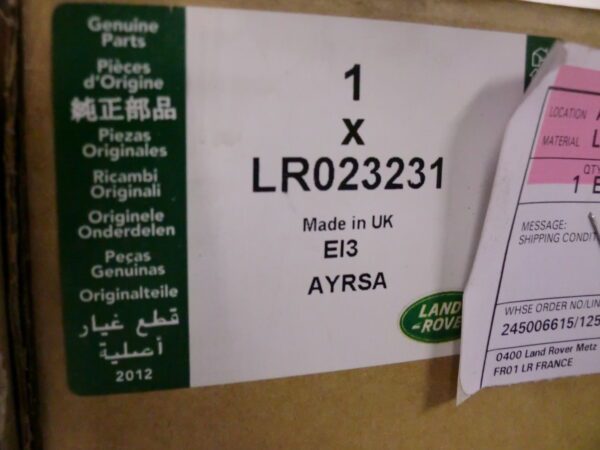 Genuine
Parts
Pièces
d'Origine
純正部品
Piezas
Originales
Ricambi
Originali
Originele
Onderdelen
Peças
Genuinas
Originalteile
قطع غيار
أصلية
2012
1
x
LR023231
Made in UK
EI3
AYRSA
LAND
ROVER
LOCATION
MATERIAL L
QTY
1 E
MESSAGE:
SHIPPING CONDIT
WHSE ORDER NO/LIN
245006615/125
0400 Land Rover Metz
FR01 LR FRANCE